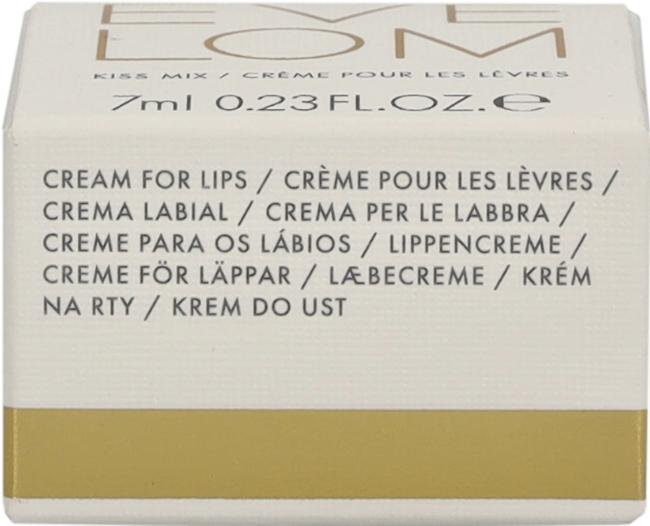 EVE
LOM
KISS MIX / CRÈME POUR LES LÈVRES
7ml 0.23FL.OZ.℮
CREAM FOR LIPS / CRÈME POUR LES LÈVRES /
CREMA LABIAL / CREMA PER LE LABBRA /
CREME PARA OS LÁBIOS / LIPPENCREME /
CREME FÖR LÄPPAR / LÆBECREME / KRÉM
NA RTY / KREM DO UST